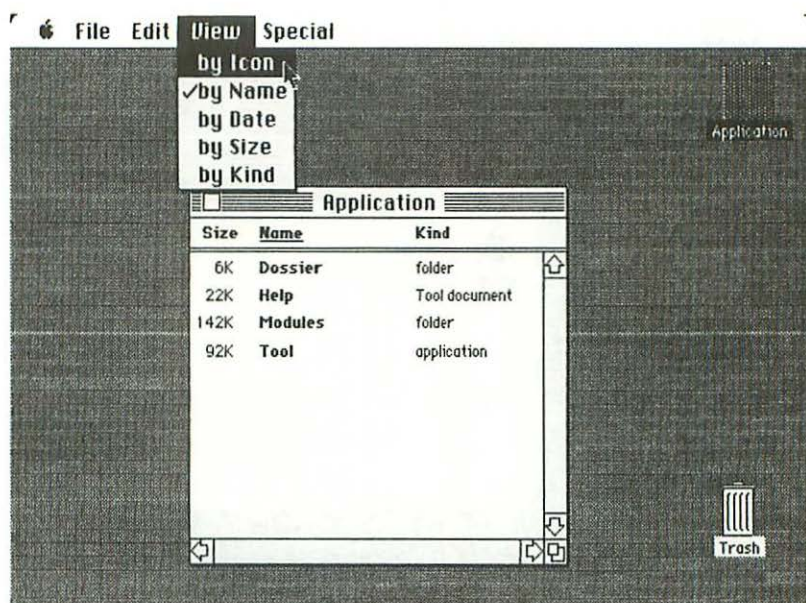 File Edit View Special
by Icon
✓by Name
by Date
by Size
by Kind
Application
Application
Size Name Kind
6K Dossier folder
22K Help Tool document
142K Modules folder
92K Tool application
Trash